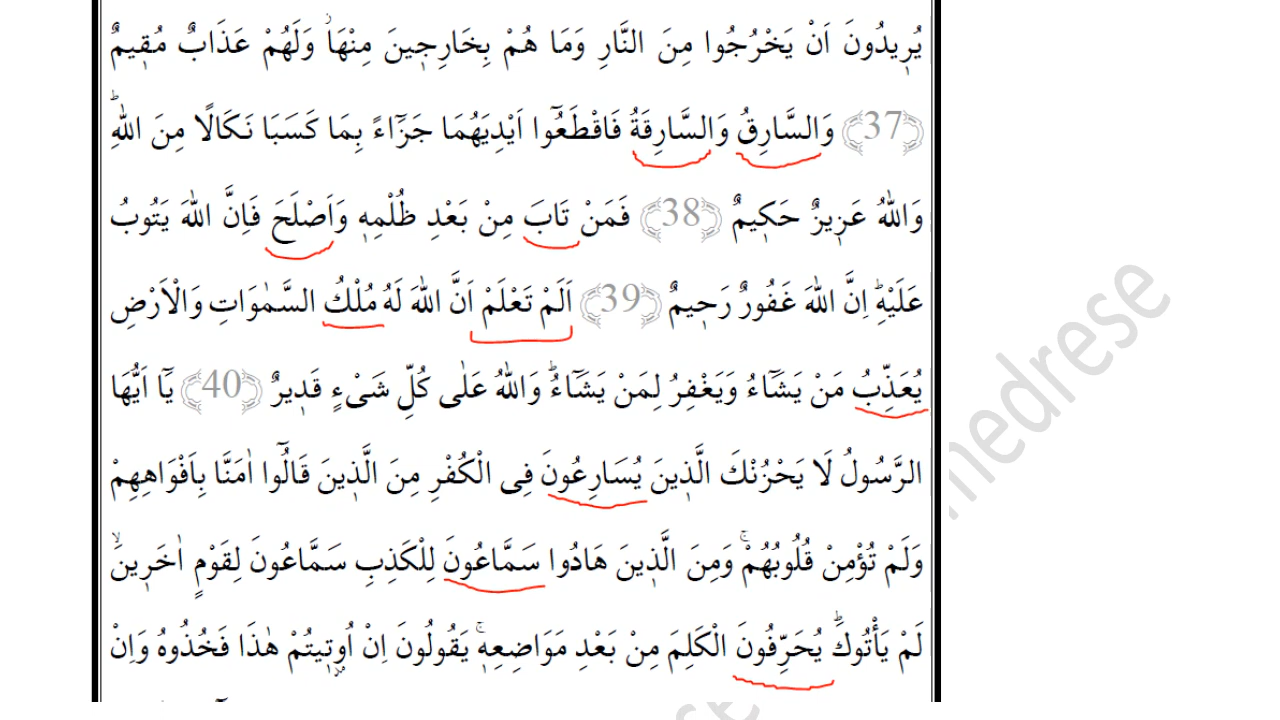 يُر۪يدُونَ اَنْ يَخْرُجُوا مِنَ النَّارِ وَمَا هُمْ بِخَارِج۪ينَ مِنْهَاۘ وَلَهُمْ عَذَابٌ مُق۪يمٌ
﴿37﴾ وَالسَّارِقُ وَالسَّارِقَةُ فَاقْطَعُٓوا اَيْدِيَهُمَا جَزَٓاءً بِمَا كَسَبَا نَكَالًا مِنَ اللّٰهِۜ
وَاللّٰهُ عَز۪يزٌ حَك۪يمٌ ﴿38﴾ فَمَنْ تَابَ مِنْ بَعْدِ ظُلْمِه۪ وَاَصْلَحَ فَاِنَّ اللّٰهَ يَتُوبُ
عَلَيْهِۜ اِنَّ اللّٰهَ غَفُورٌ رَح۪يمٌ ﴿39﴾ اَلَمْ تَعْلَمْ اَنَّ اللّٰهَ لَهُ مُلْكُ السَّمٰوَاتِ وَالْاَرْضِ
يُعَذِّبُ مَنْ يَشَٓاءُ وَيَغْفِرُ لِمَنْ يَشَٓاءُۜ وَاللّٰهُ عَلٰى كُلِّ شَىْءٍ قَد۪يرٌ ﴿40﴾ يَٓا اَيُّهَا
الرَّسُولُ لَا يَحْزُنْكَ الَّذ۪ينَ يُسَارِعُونَ فِى الْكُفْرِ مِنَ الَّذ۪ينَ قَالُٓوا اٰمَنَّا بِاَفْوَاهِهِمْ
وَلَمْ تُؤْمِنْ قُلُوبُهُمْۚ وَمِنَ الَّذ۪ينَ هَادُوا سَمَّاعُونَ لِلْكَذِبِ سَمَّاعُونَ لِقَوْمٍ اٰخَر۪ينَۙ
لَمْ يَأْتُوكَۜ يُحَرِّفُونَ الْكَلِمَ مِنْ بَعْدِ مَوَاضِعِه۪ۚ يَقُولُونَ اِنْ اُو۫ت۪يتُمْ هٰذَا فَخُذُوهُ وَاِنْ
medrese